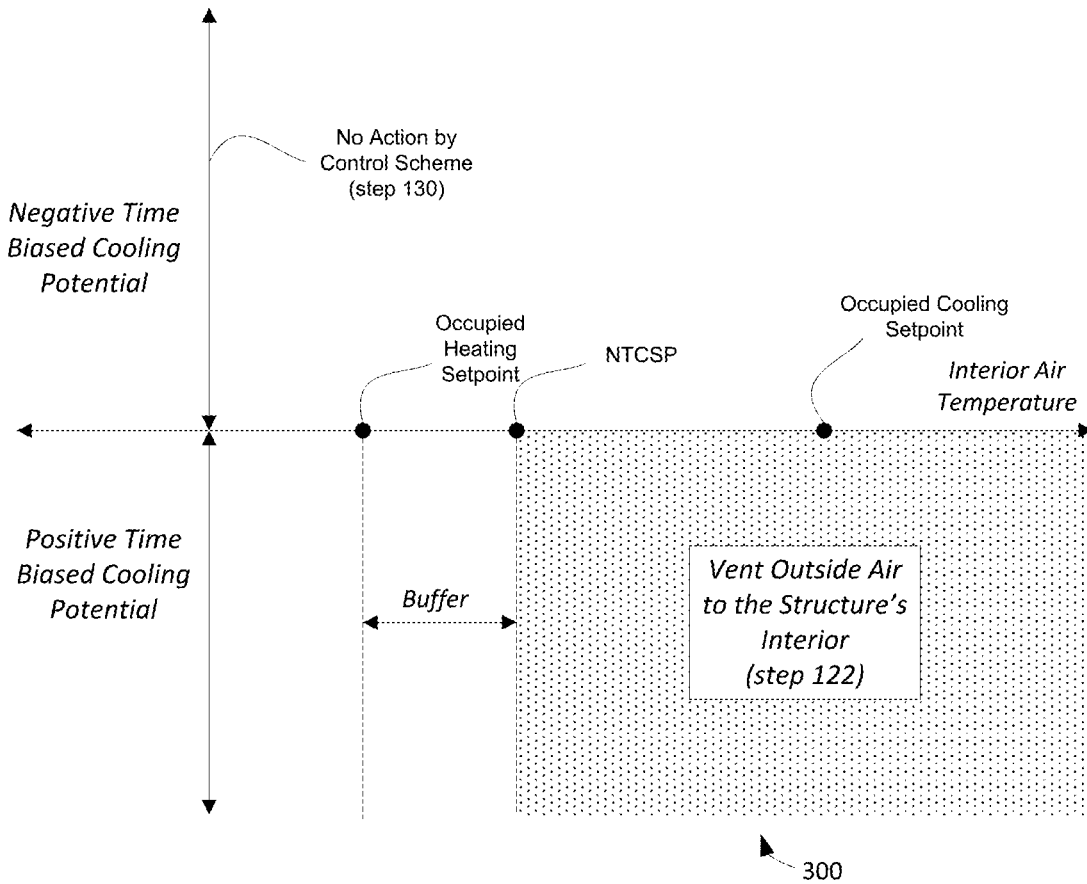 No Action by
Control Scheme
(step 130)
Negative Time
Biased Cooling
Potential
Occupied
Heating
Setpoint
NTCSP
Occupied Cooling
Setpoint
Interior Air
Temperature
Positive Time
Biased Cooling
Potential
Buffer
Vent Outside Air
to the Structure's
Interior
(step 122)
300